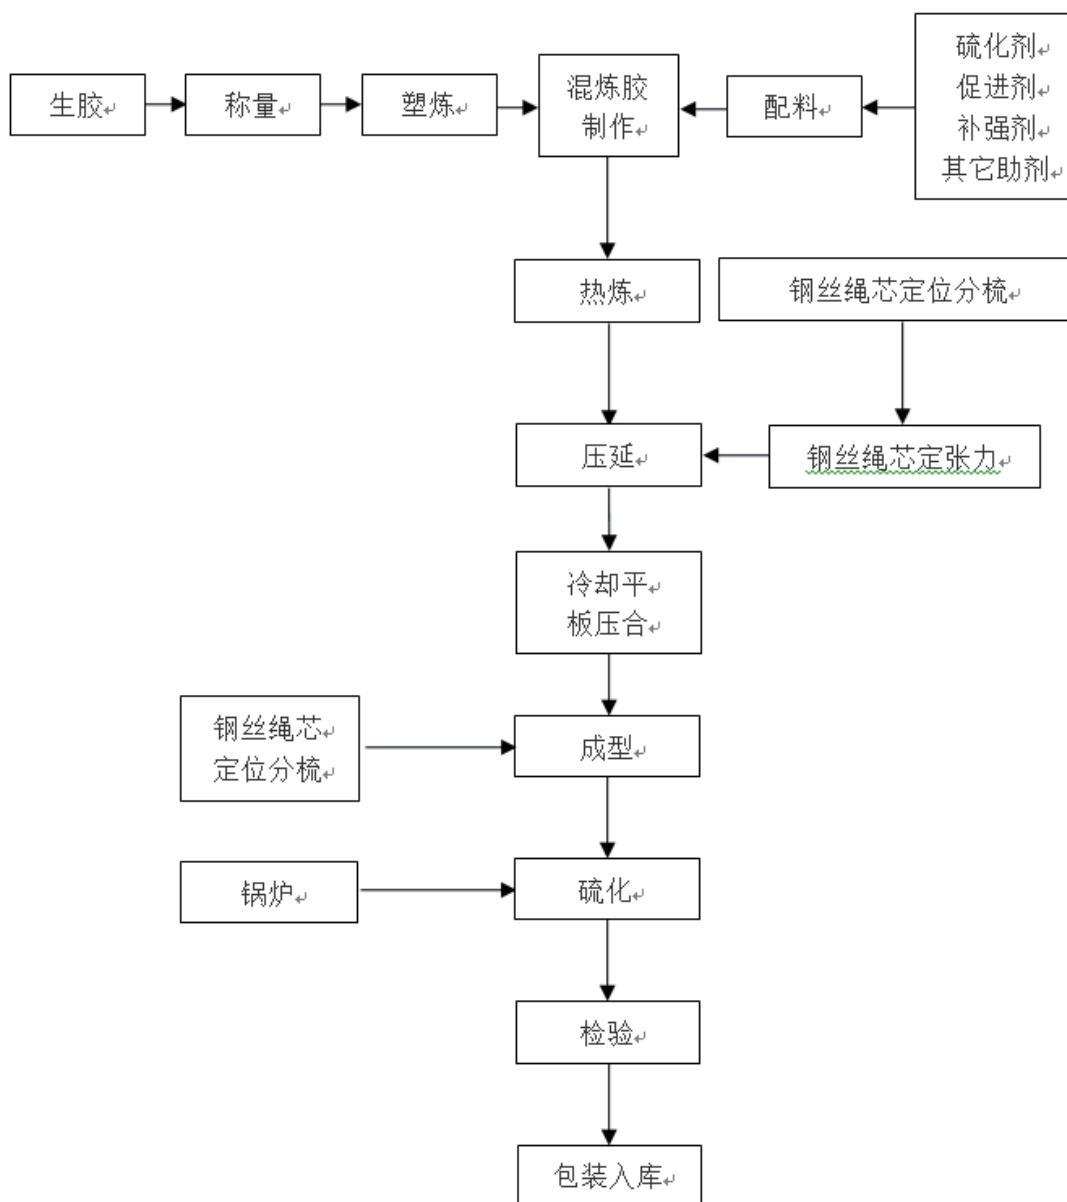 生胶
称量
塑炼
混炼胶
制作
配料
硫化剂
促进剂
补强剂
其它助剂
热炼
钢丝绳芯定位分梳
压延
钢丝绳芯定张力
冷却平
板压合
钢丝绳芯
定位分梳
成型
锅炉
硫化
检验
包装入库